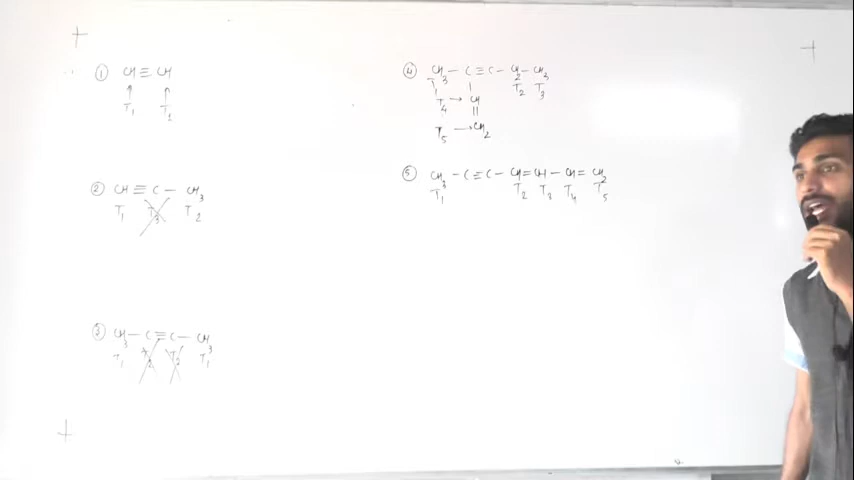 ① CH ≡ CH
↑ ↑
T₁ T₁
② CH ≡ C — CH₃
T₁ T₃ T₂
③ CH₃ — C ≡ C — CH₃
T₁ T₂ T₂ T₁
④ CH₃ — C ≡ C — CH₂ — CH₃
T₁ | T₂ T₃
T₄ → CH
||
T₅ → CH₂
⑤ CH₃ — C ≡ C — CH = CH — CH = CH₂
T₁ T₂ T₃ T₄ T₅